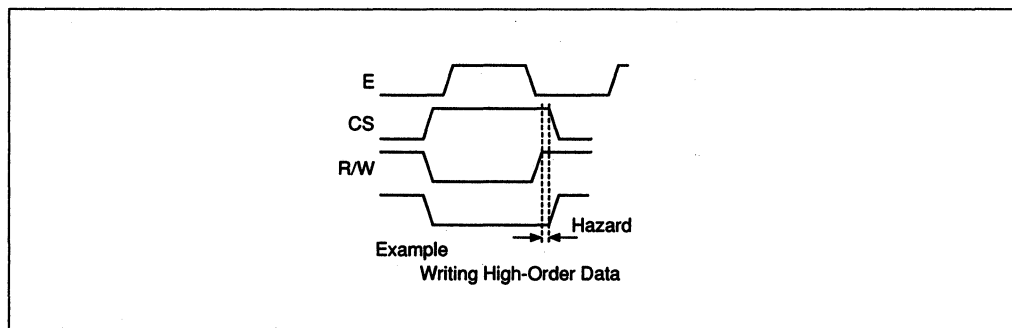 E
CS
R/W
Hazard
Example
Writing High-Order Data